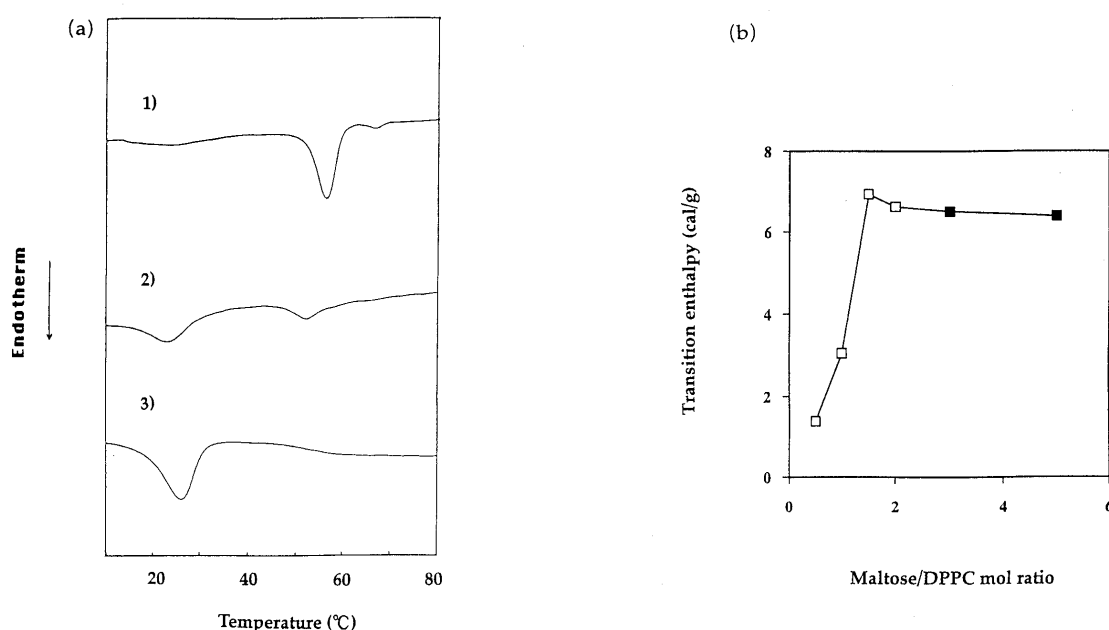 (a)
1)
2)
3)
Endotherm
20
40
60
80
Temperature (℃)
(b)
8
6
4
2
0
0
2
4
6
Transition enthalpy (cal/g)
Maltose/DPPC mol ratio